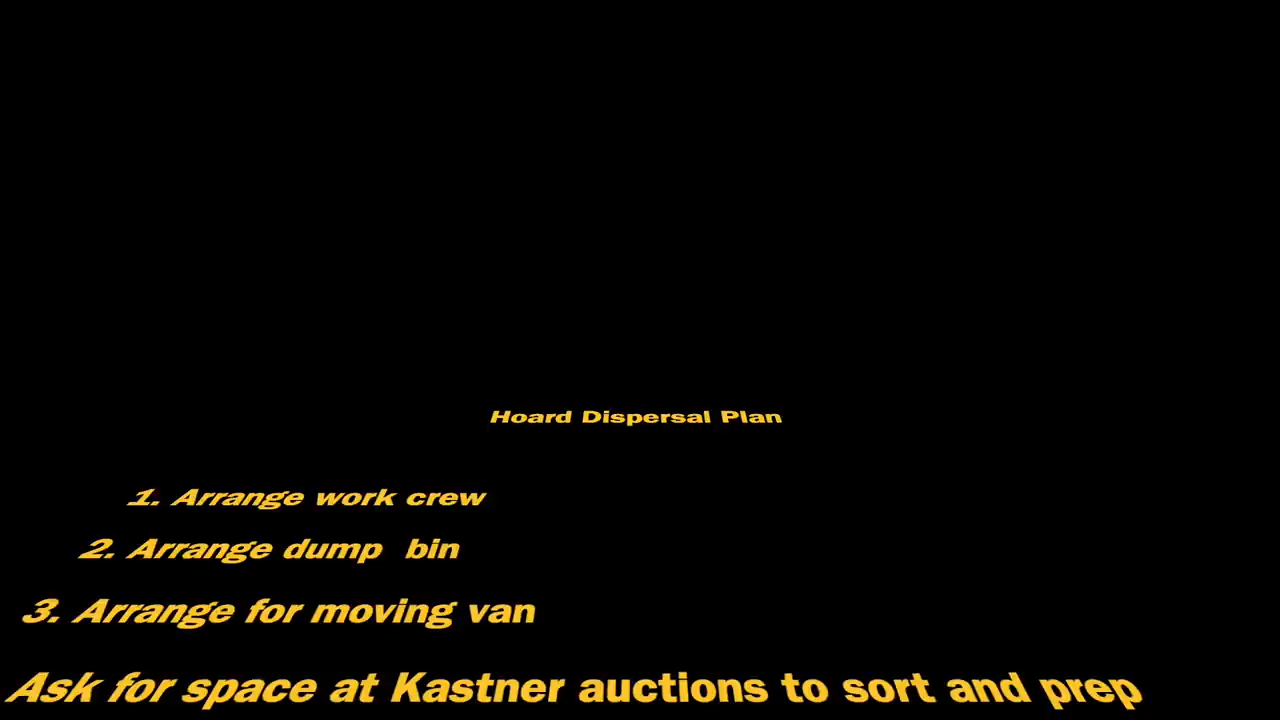 Hoard Dispersal Plan
1. Arrange work crew
2. Arrange dump bin
3. Arrange for moving van
Ask for space at Kastner auctions to sort and prep